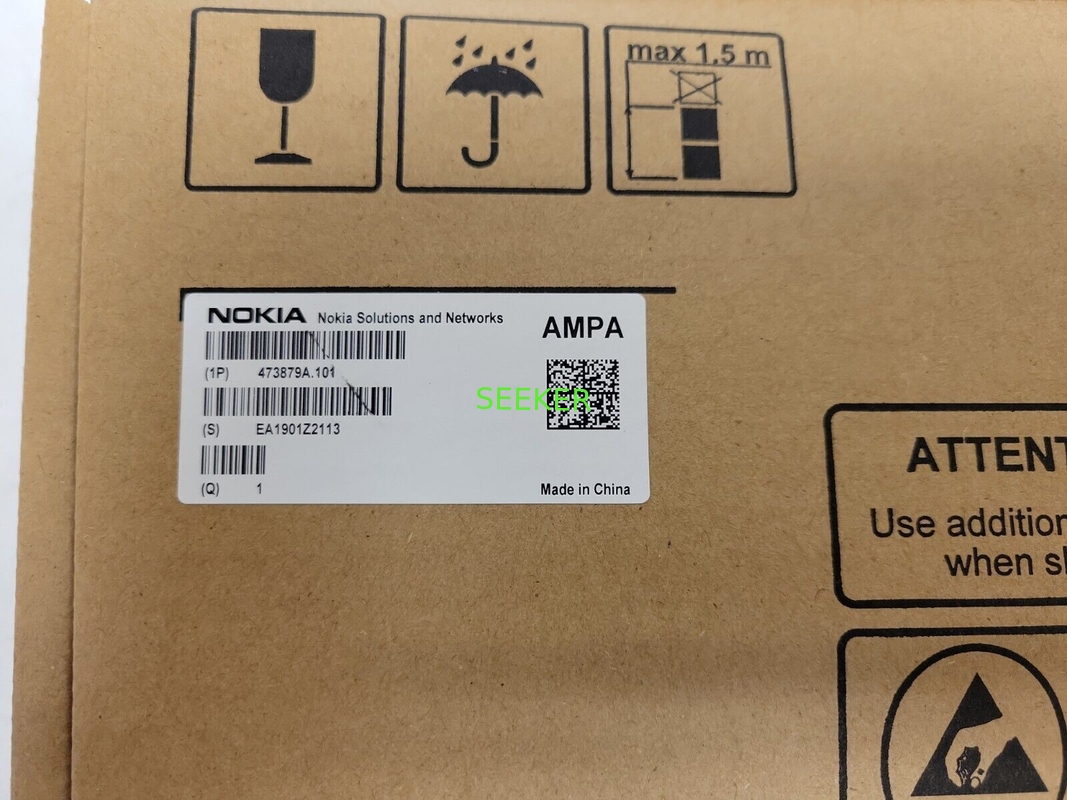 max 1,5 m
NOKIA Nokia Solutions and Networks
AMPA
(1P) 473879A.101
SEEKER
(S) EA1901Z2113
(Q) 1
Made in China
ATTENT
Use addition
when sh